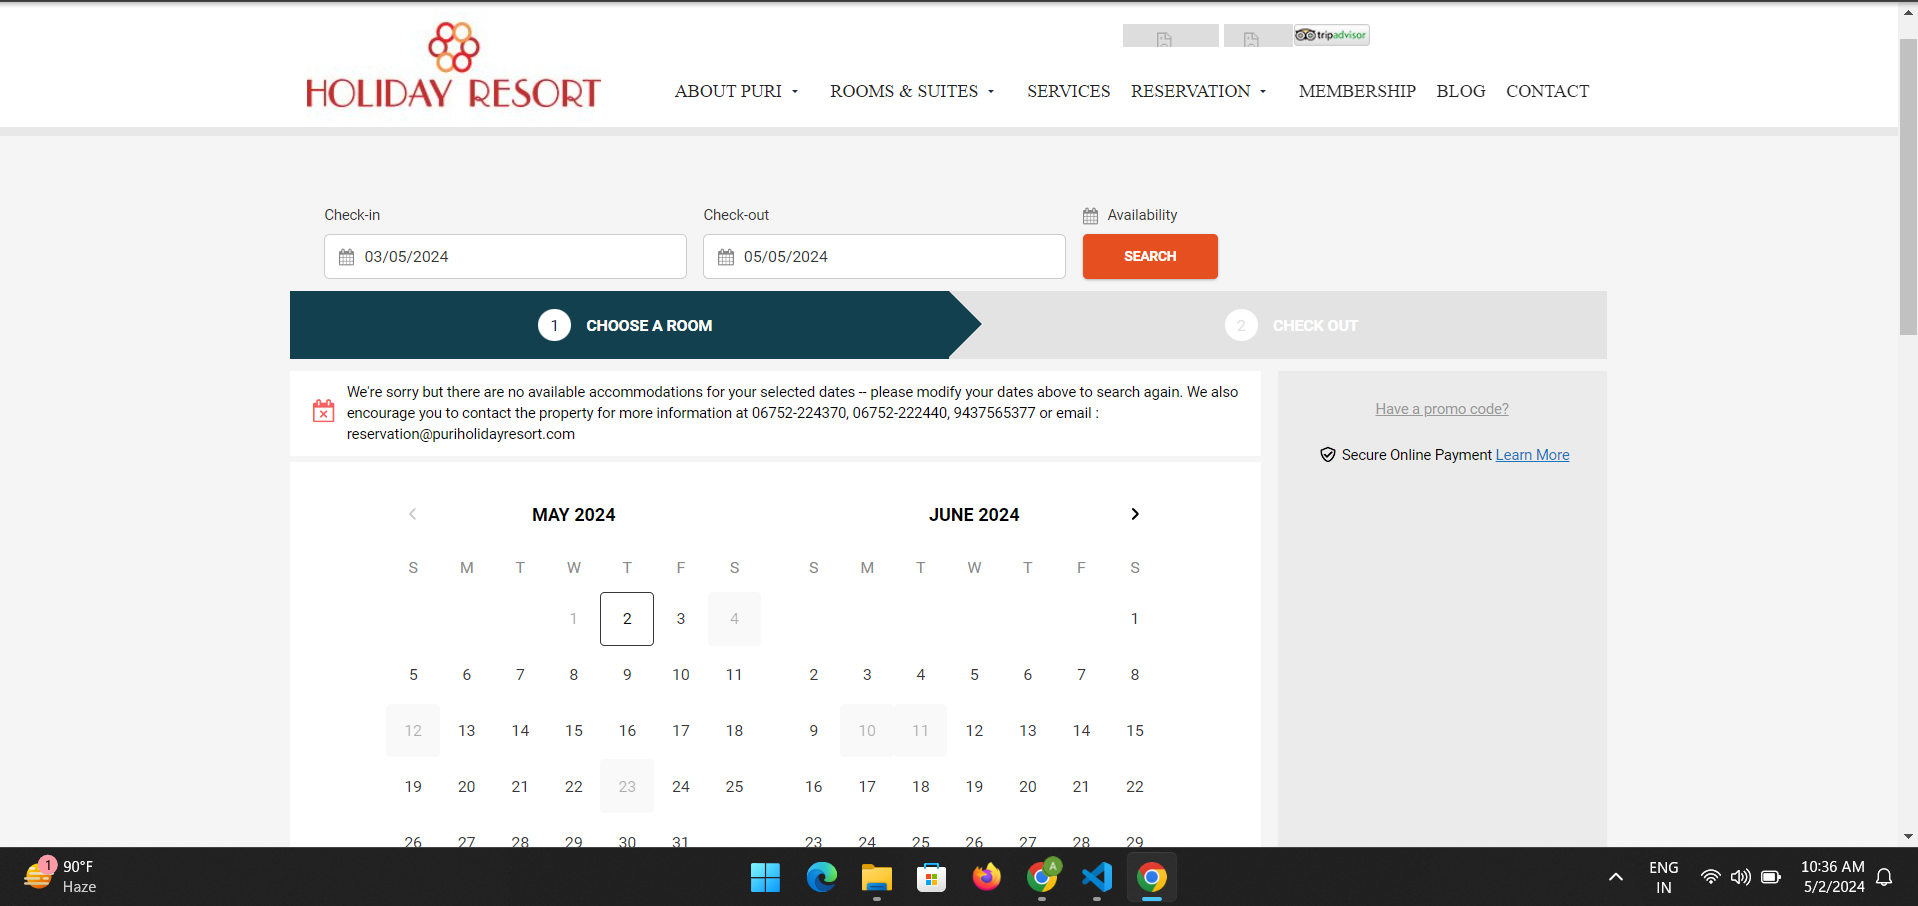 tripadvisor
HOLIDAY RESORT
ABOUT PURI ROOMS & SUITES SERVICES RESERVATION MEMBERSHIP BLOG CONTACT
Check-in Check-out Availability
03/05/2024 05/05/2024 SEARCH
1 CHOOSE A ROOM 2 CHECK OUT
We're sorry but there are no available accommodations for your selected dates -- please modify your dates above to search again. We also
encourage you to contact the property for more information at 06752-224370, 06752-222440, 9437565377 or email :
reservation@puriholidayresort.com
Have a promo code?
Secure Online Payment Learn More
MAY 2024 JUNE 2024
S M T W T F S S M T W T F S
1 2 3 4 1
5 6 7 8 9 10 11 2 3 4 5 6 7 8
12 13 14 15 16 17 18 9 10 11 12 13 14 15
19 20 21 22 23 24 25 16 17 18 19 20 21 22
26 27 28 29 30 31 23 24 25 26 27 28 29
1 90°F
Haze
A
ENG
IN
10:36 AM
5/2/2024